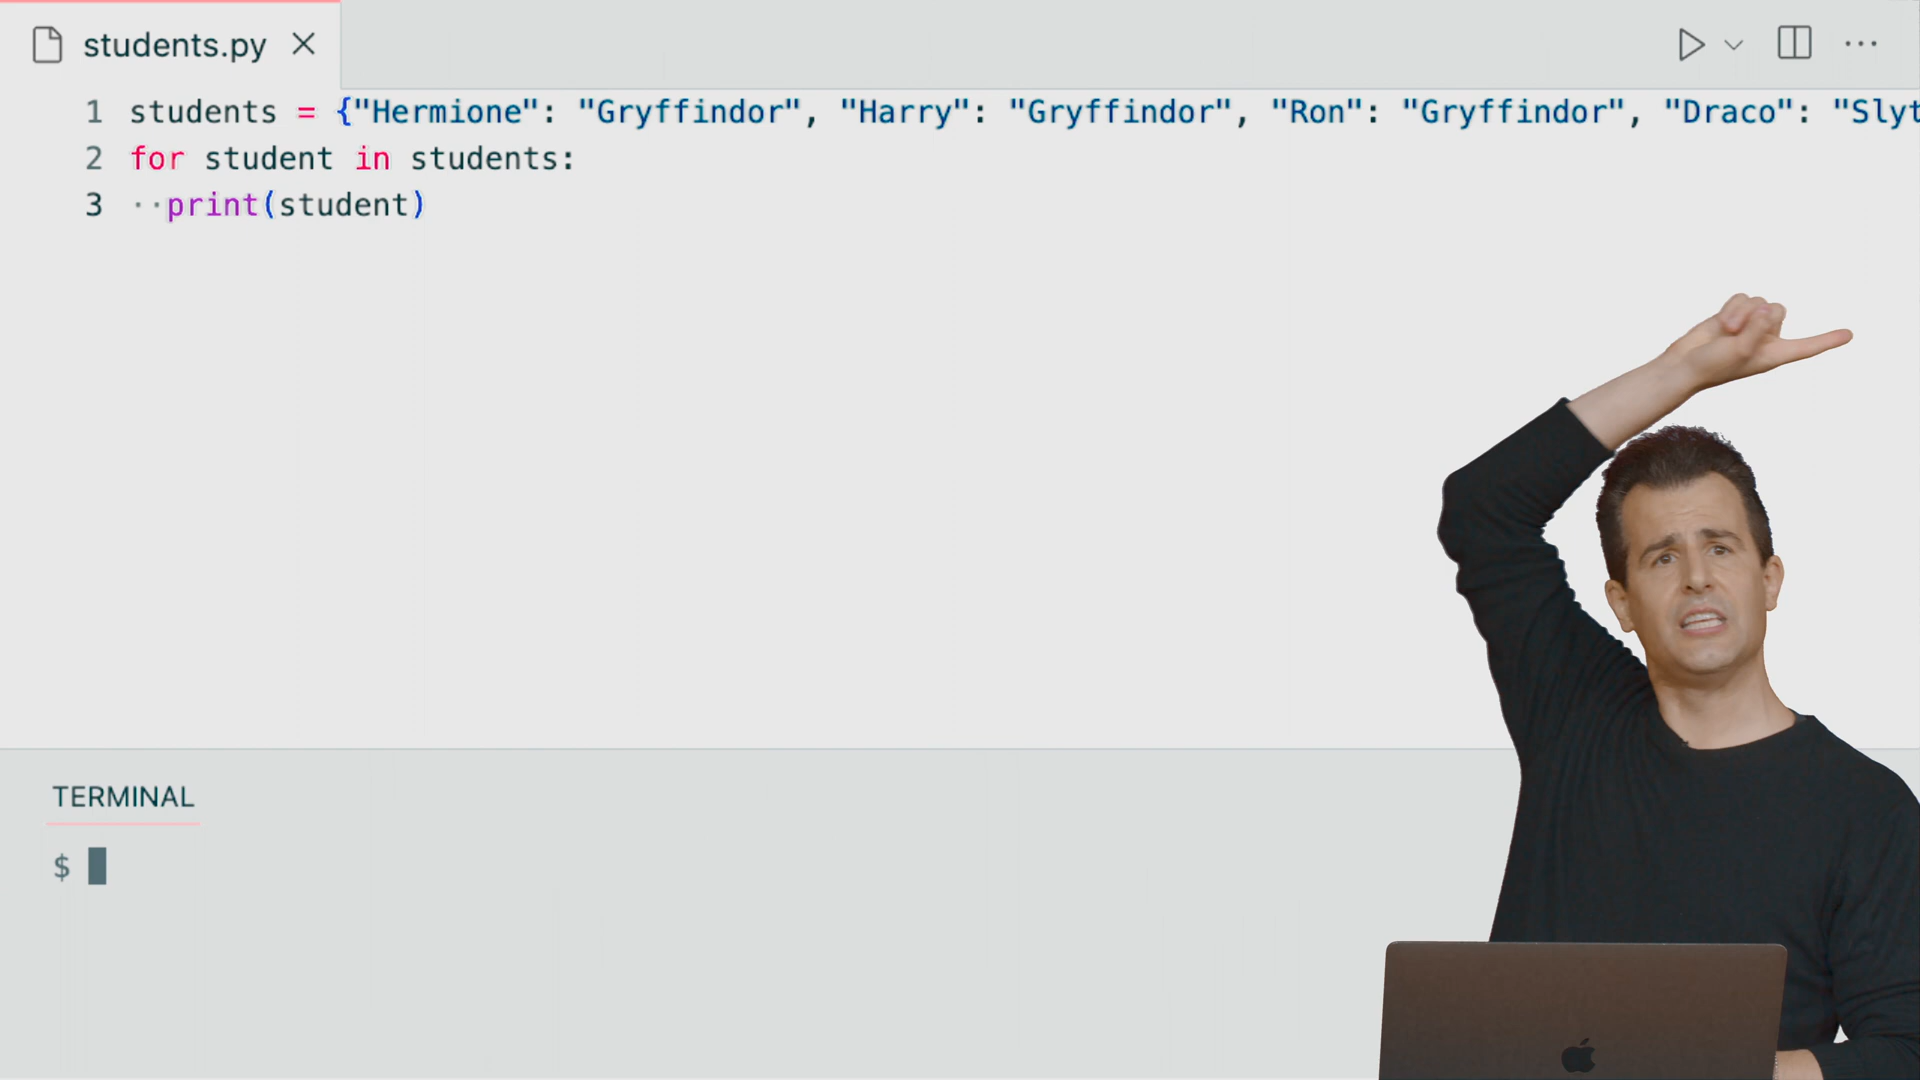 students.py
1 students = {"Hermione": "Gryffindor", "Harry": "Gryffindor", "Ron": "Gryffindor", "Draco": "Slyt
2 for student in students:
3 ··print(student)
TERMINAL
$